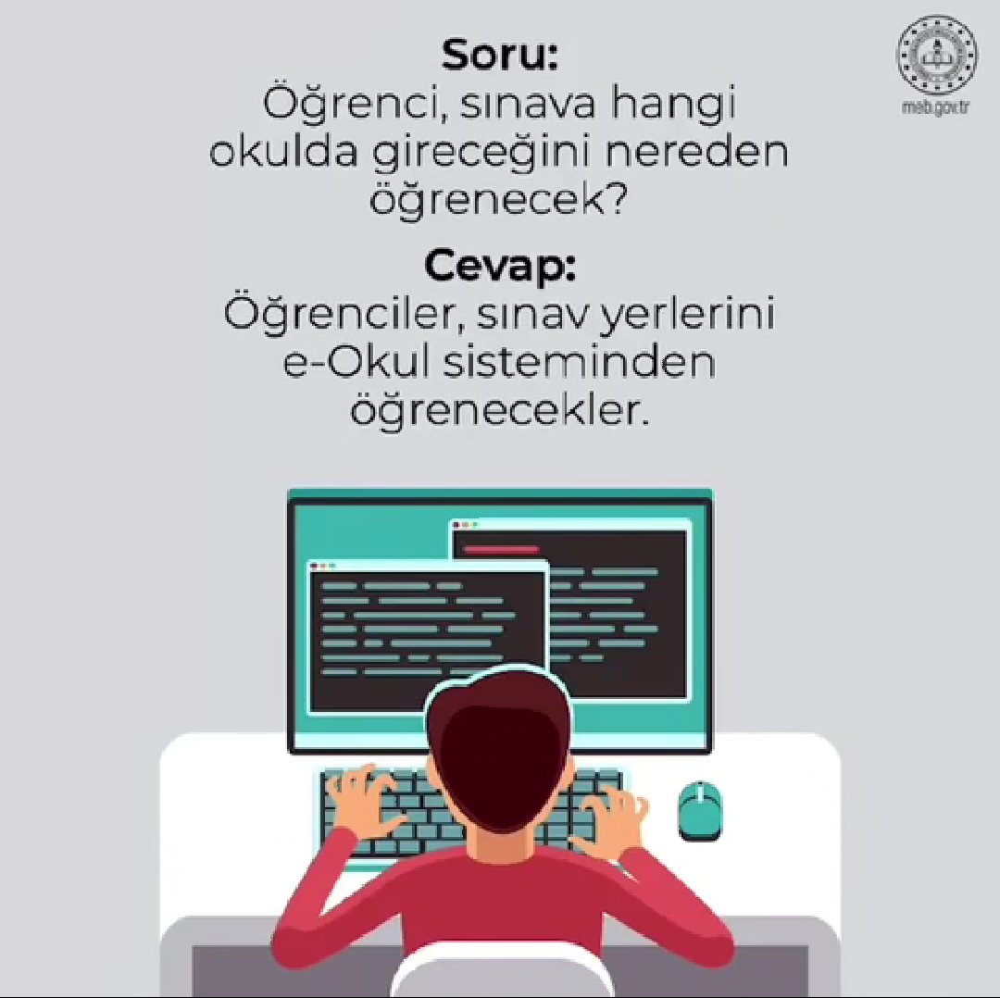 Soru:
Öğrenci, sınava hangi
okulda gireceğini nereden
öğrenecek?
Cevap:
Öğrenciler, sınav yerlerini
e-Okul sisteminden
öğrenecekler.
meb.gov.tr